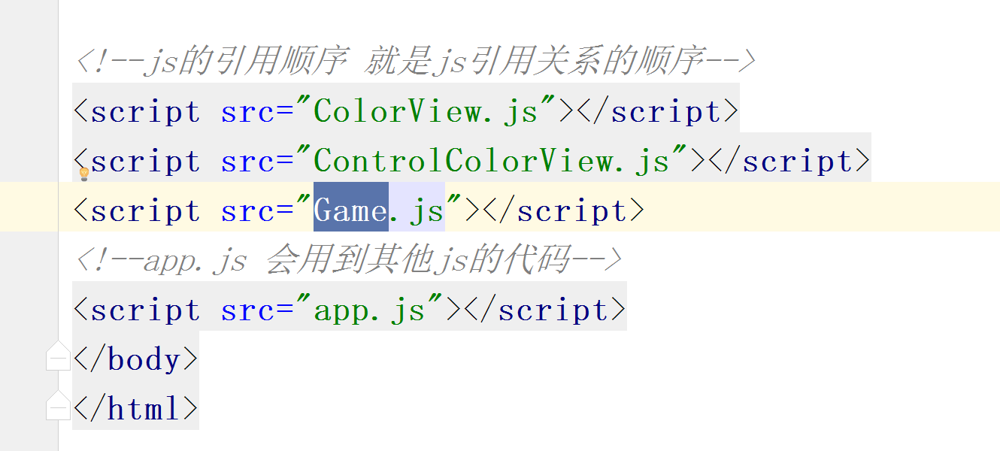 <!--js的引用顺序 就是js引用关系的顺序-->
<script src="ColorView.js"></script>
<script src="ControlColorView.js"></script>
<script src="Game.js"></script>
<!--app.js 会用到其他js的代码-->
<script src="app.js"></script>
</body>
</html>